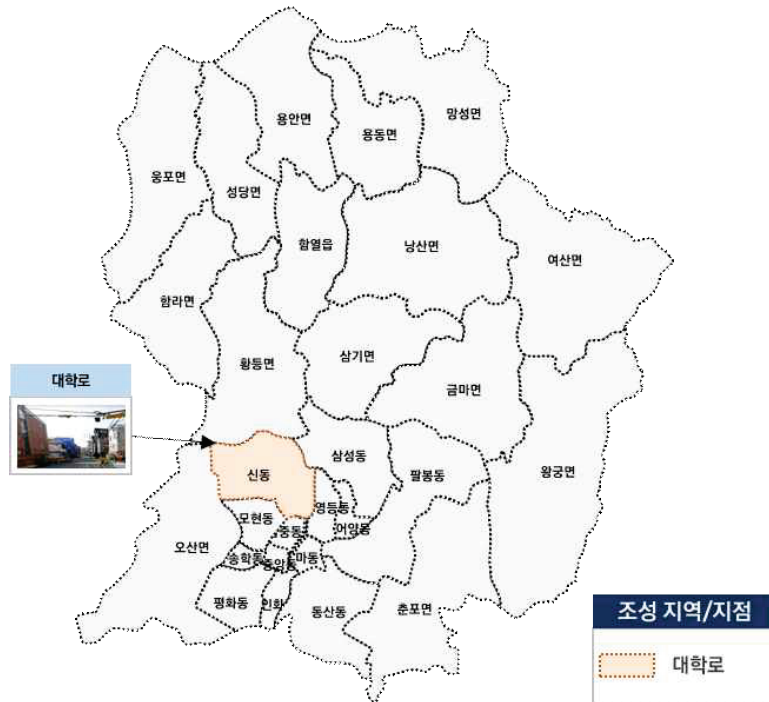 용안면
용동면
망성면
웅포면
성당면
함열읍
낭산면
여산면
함라면
황등면
삼기면
금마면
대학로
신동
삼성동
팔봉동
왕궁면
영등동
모현동
중동
어양동
오산면
송학동
중앙동
마동
평화동
인화
동산동
춘포면
조성 지역/지점
대학로